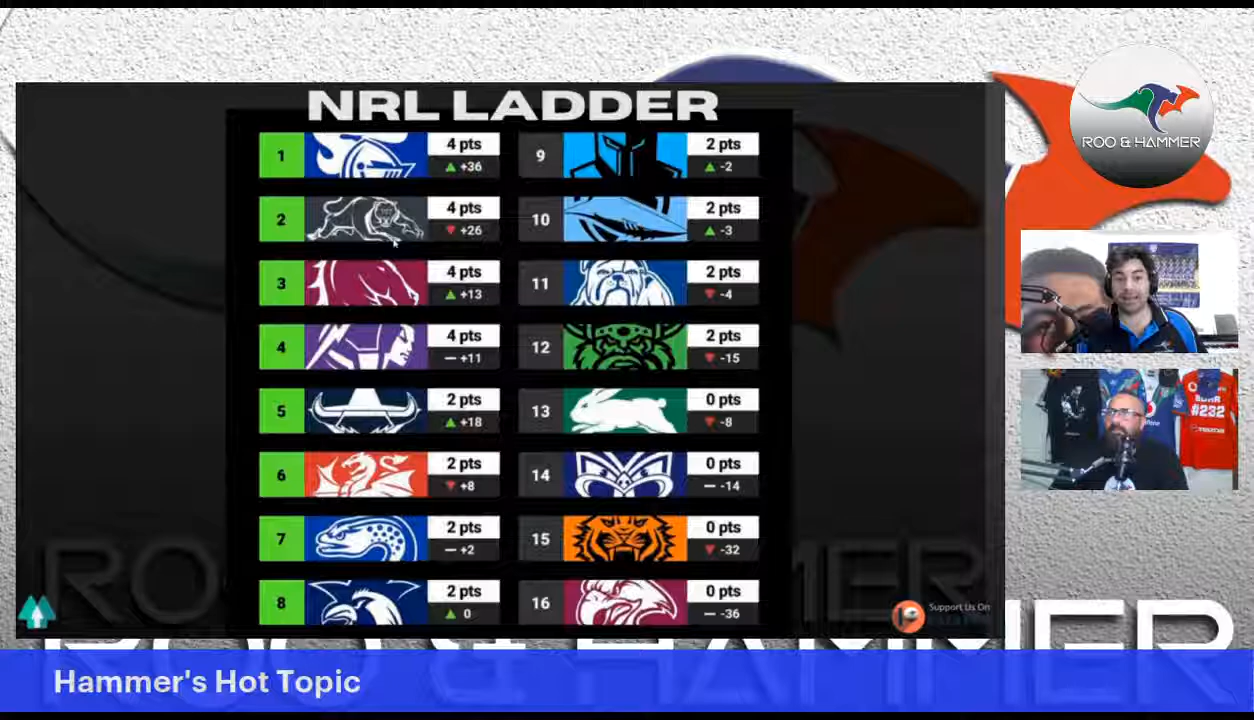 NRL LADDER
1 4 pts +36
2 4 pts +26
3 4 pts +13
4 4 pts +11
5 2 pts +18
6 2 pts +8
7 2 pts +2
8 2 pts 0
9 2 pts -2
10 2 pts -3
11 2 pts -4
12 2 pts -15
13 0 pts -8
14 0 pts -14
15 0 pts -32
16 0 pts -36
ROO & HAMMER
#232
Support Us On
ROO & HAMMER
Hammer's Hot Topic